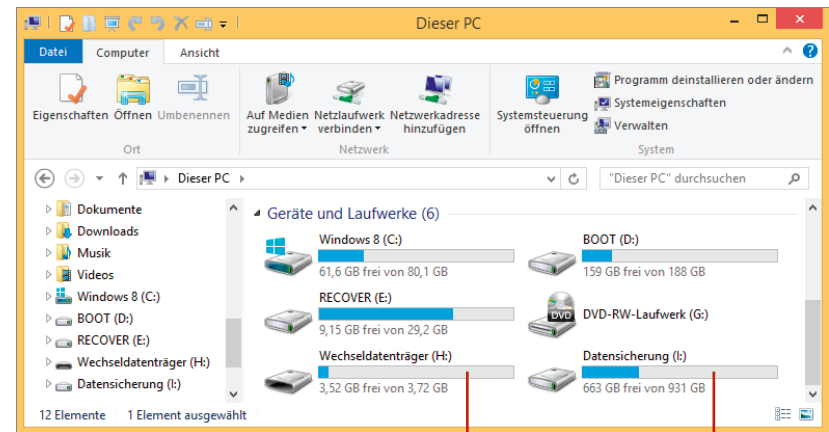 Dieser PC
Datei Computer Ansicht
Eigenschaften Öffnen Umbenennen
Auf Medien zugreifen
Netzlaufwerk verbinden
Netzwerkadresse hinzufügen
Systemsteuerung öffnen
Programm deinstallieren oder ändern
Systemeigenschaften
Verwalten
Ort Netzwerk System
Dieser PC "Dieser PC" durchsuchen
Dokumente
Downloads
Musik
Videos
Windows 8 (C:)
BOOT (D:)
RECOVER (E:)
Wechseldatenträger (H:)
Datensicherung (I:)
Geräte und Laufwerke (6)
Windows 8 (C:)
61,6 GB frei von 80,1 GB
BOOT (D:)
159 GB frei von 188 GB
RECOVER (E:)
9,15 GB frei von 29,2 GB
DVD
DVD-RW-Laufwerk (G:)
Wechseldatenträger (H:)
3,52 GB frei von 3,72 GB
Datensicherung (I:)
663 GB frei von 931 GB
12 Elemente 1 Element ausgewählt